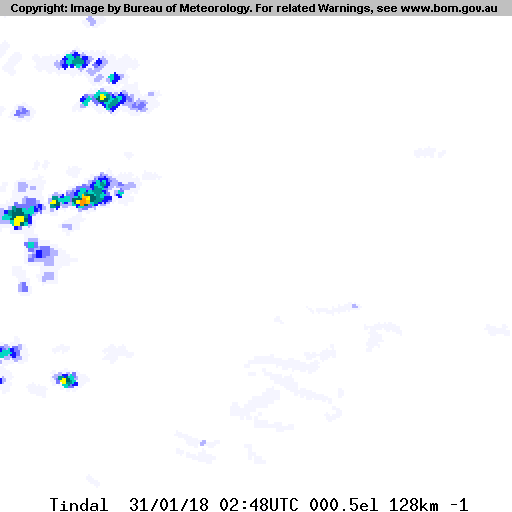 Copyright: Image by Bureau of Meteorology. For related Warnings, see www.bom.gov.au
Tindal 31/01/18 02:48UTC 000.5el 128km -1